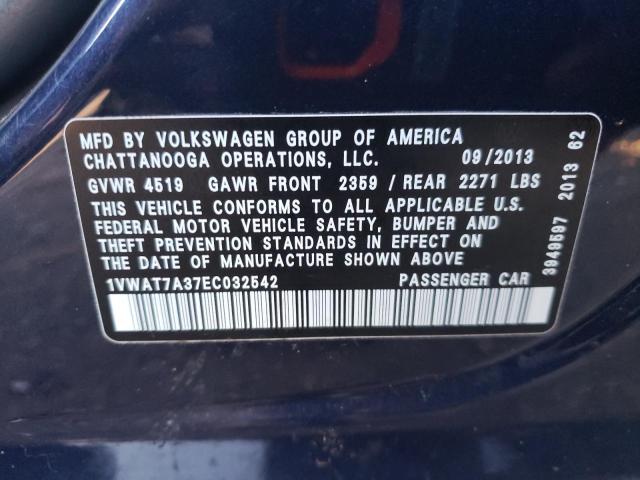 MFD BY VOLKSWAGEN GROUP OF AMERICA
CHATTANOOGA OPERATIONS, LLC. 09/2013
GVWR 4519 GAWR FRONT 2359 / REAR 2271 LBS
THIS VEHICLE CONFORMS TO ALL APPLICABLE U.S.
FEDERAL MOTOR VEHICLE SAFETY, BUMPER AND
THEFT PREVENTION STANDARDS IN EFFECT ON
THE DATE OF MANUFACTURE SHOWN ABOVE
1VWAT7A37EC032542 PASSENGER CAR
3949597 2013 62